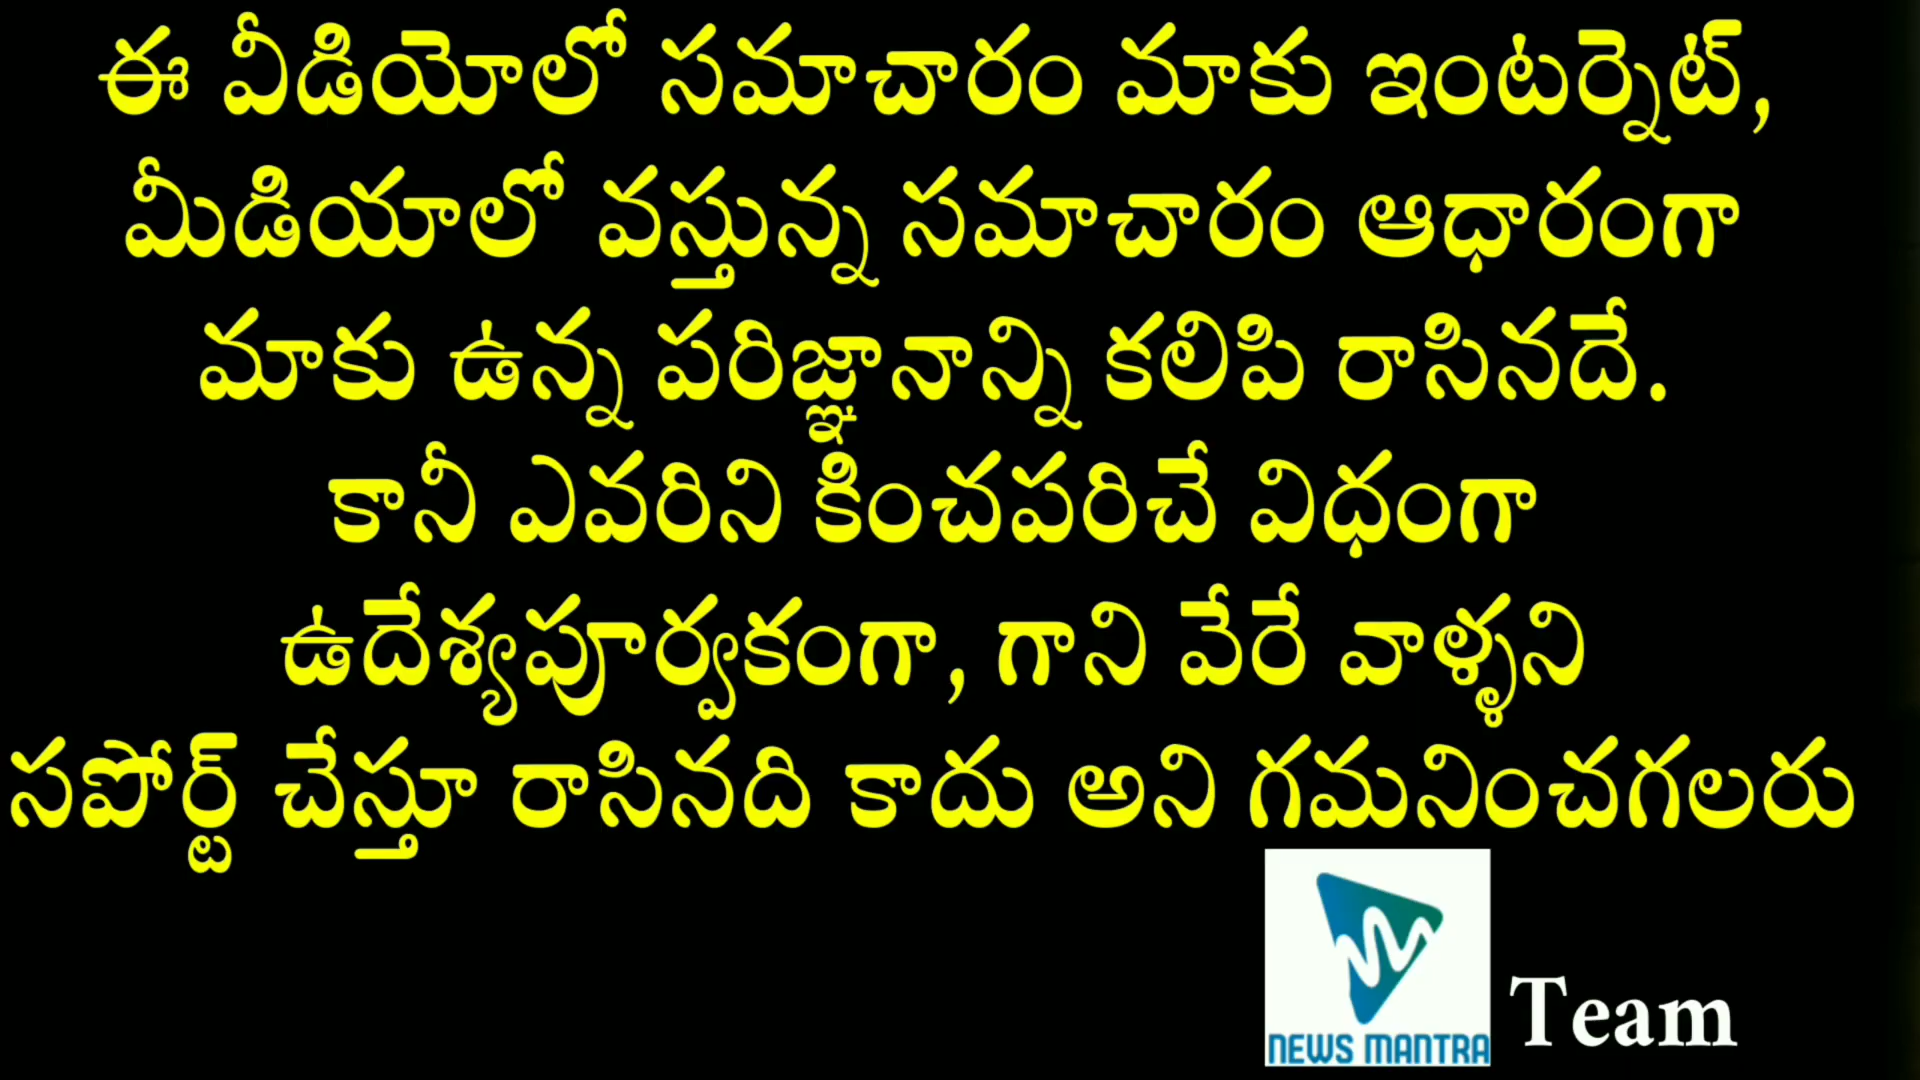 ఈ వీడియోలో సమాచారం మాకు ఇంటర్నెట్,
మీడియాలో వస్తున్న సమాచారం ఆధారంగా
మాకు ఉన్న పరిజ్ఞానాన్ని కలిపి రాసినదే.
కానీ ఎవరిని కించపరిచే విధంగా
ఉదేశ్యపూర్వకంగా, గాని వేరే వాళ్ళని
సపోర్ట్ చేస్తూ రాసినది కాదు అని గమనించగలరు
NEWS MANTRA Team